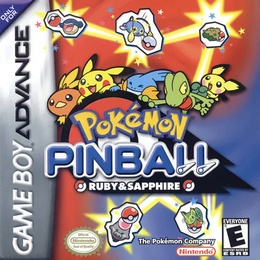 ONLY FOR
GAME BOY ADVANCE
POKéMON
PINBALL
RUBY & SAPPHIRE
Official
Nintendo
Seal of Quality
The Pokémon Company
Nintendo
EVERYONE
E
ESRB